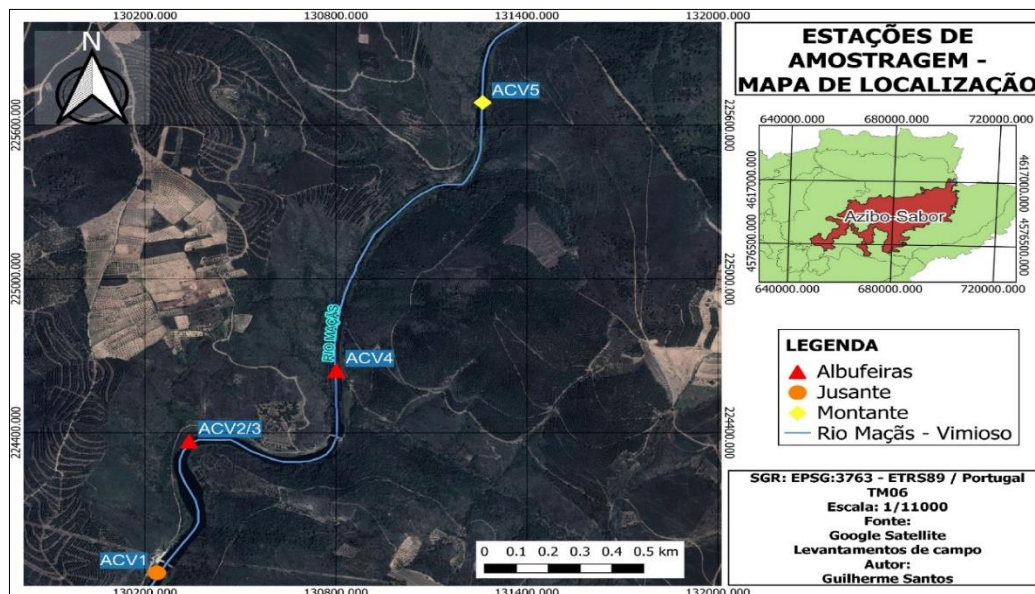 130200.000
130800.000
131400.000
132000.000
N
ACV5
225600.000
225600.000
225000.000
225000.000
RIO MAÇÃS
ACV4
ACV2/3
224400.000
224400.000
ACV1
0 0.1 0.2 0.3 0.4 0.5 km
130200.000
130800.000
131400.000
132000.000
ESTAÇÕES DE
AMOSTRAGEM -
MAPA DE LOCALIZAÇÃO
640000.000
680000.000
720000.000
4617000.000
4617000.000
Azibo-Sabor
4576500.000
4576500.000
640000.000
680000.000
720000.000
LEGENDA
Albufeiras
Jusante
Montante
Rio Maçãs - Vimioso
SGR: EPSG:3763 - ETRS89 / Portugal
TM06
Escala: 1/11000
Fonte:
Google Satellite
Levantamentos de campo
Autor:
Guilherme Santos